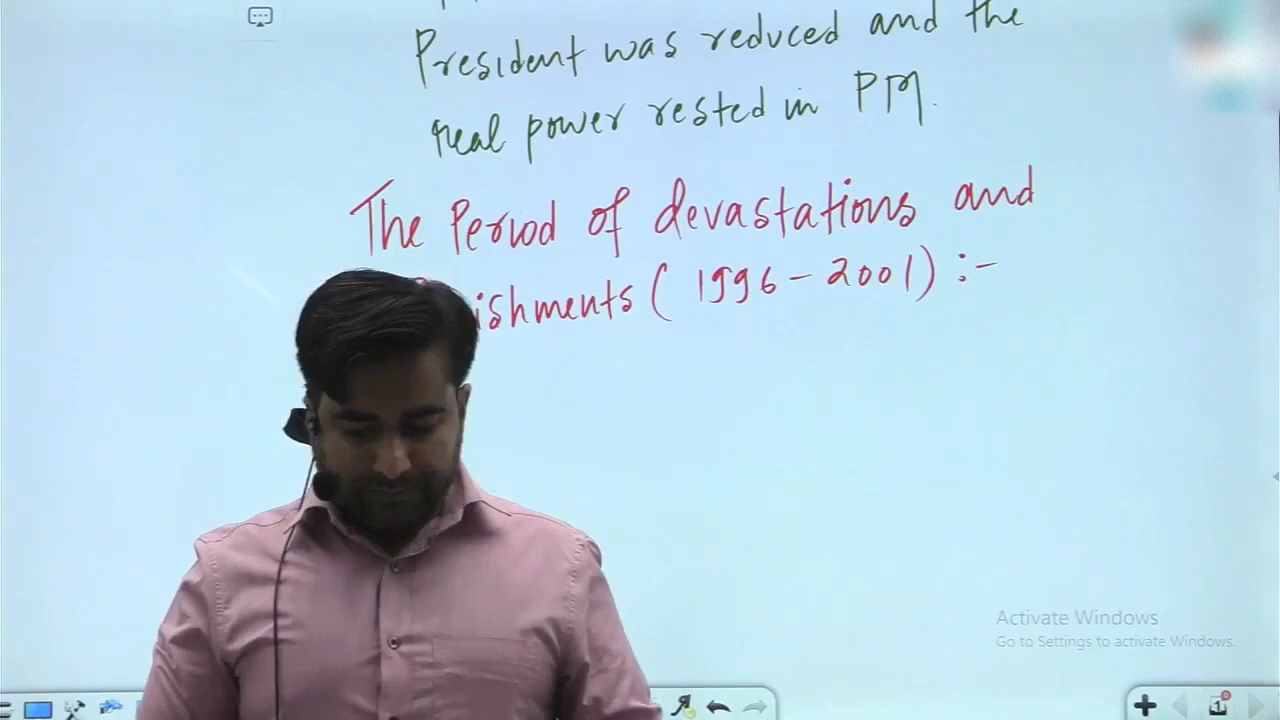 President was reduced and the
real power rested in PM.
The Period of devastations and
ishments ( 1996 - 2001) :-
Activate Windows
Go to Settings to activate Windows.
1